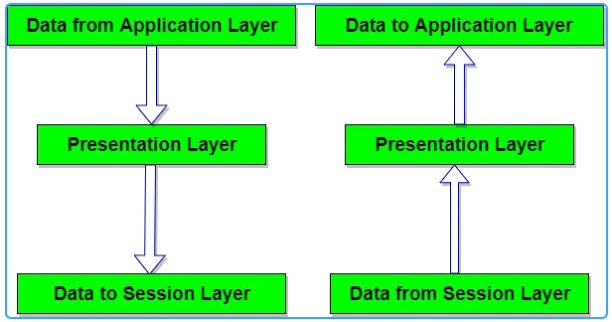 Data from Application Layer
Data to Application Layer
Presentation Layer
Presentation Layer
Data to Session Layer
Data from Session Layer